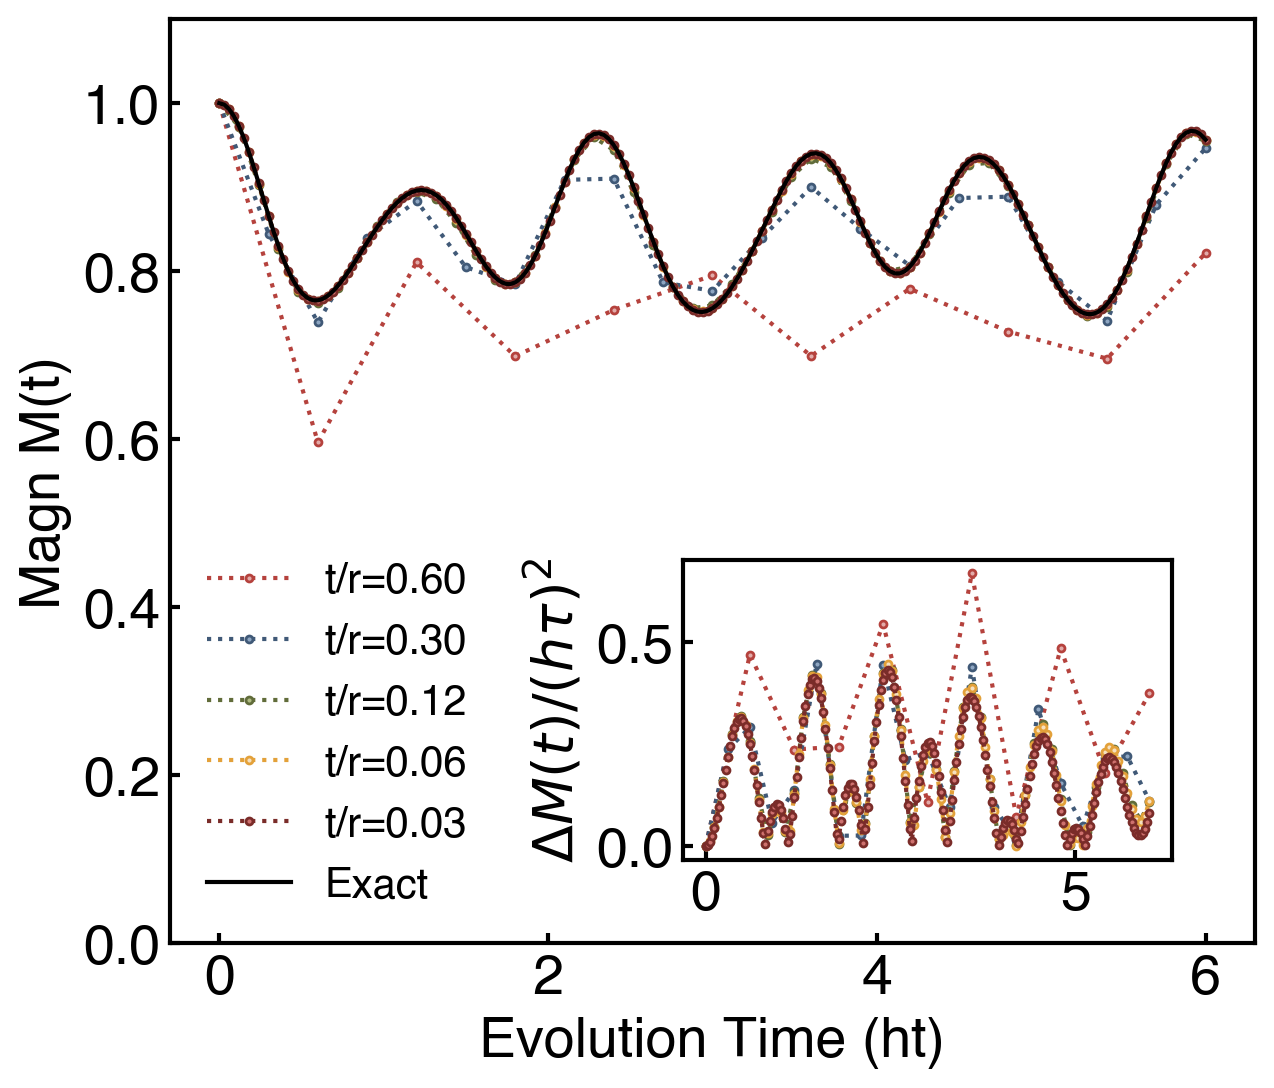 1.0
0.8
0.6
0.4
0.2
0.0
Magn M(t)
t/r=0.60
t/r=0.30
t/r=0.12
t/r=0.06
t/r=0.03
Exact
ΔM(t)/(hτ)²
0.5
0.0
0 5
0 2 4 6
Evolution Time (ht)